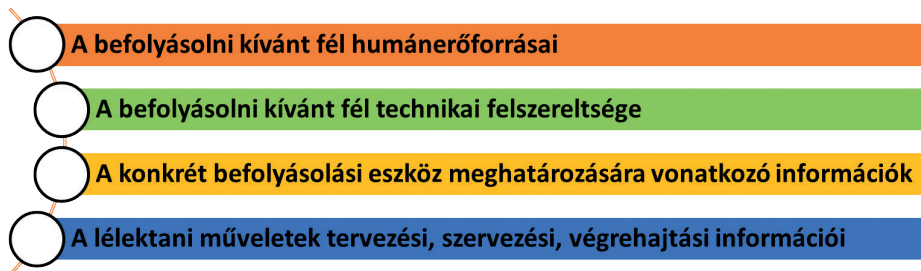 A befolyásolni kívánt fél humánerőforrásai
A befolyásolni kívánt fél technikai felszereltsége
A konkrét befolyásolási eszköz meghatározására vonatkozó információk
A lélektani műveletek tervezési, szervezési, végrehajtási információi